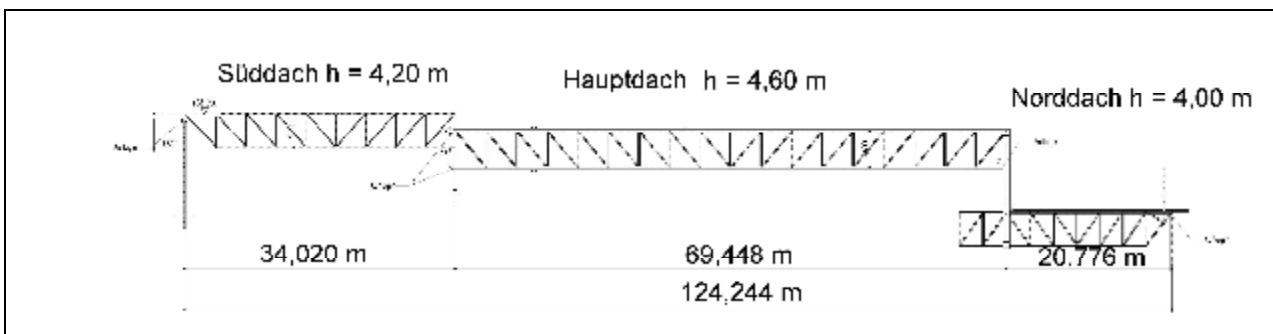 Süddach h = 4,20 m
Hauptdach h = 4,60 m
Norddach h = 4,00 m
34,020 m
69,448 m
20.776 m
124,244 m